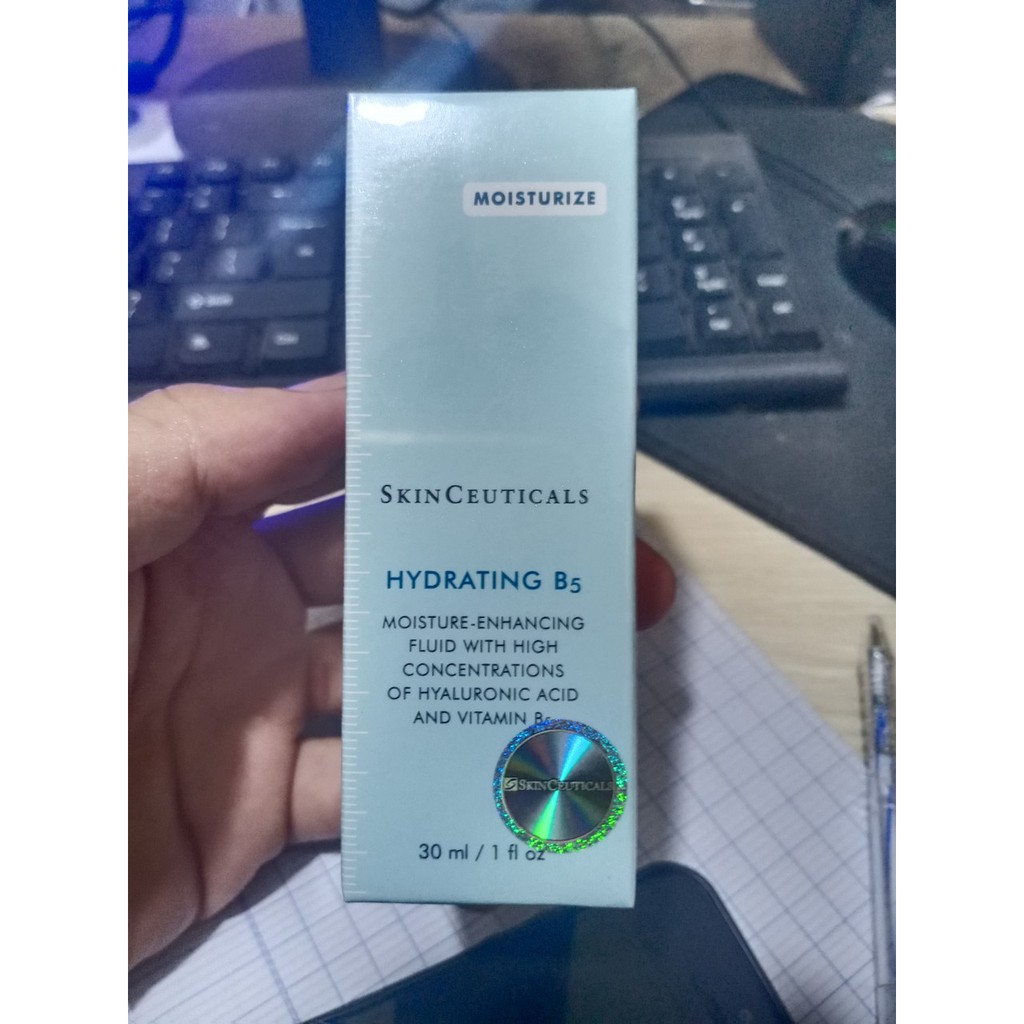 MOISTURIZE
SKINCEUTICALS
HYDRATING B5
MOISTURE-ENHANCING
FLUID WITH HIGH
CONCENTRATIONS
OF HYALURONIC ACID
AND VITAMIN B5
SKINCEUTICALS
30 ml / 1 fl oz